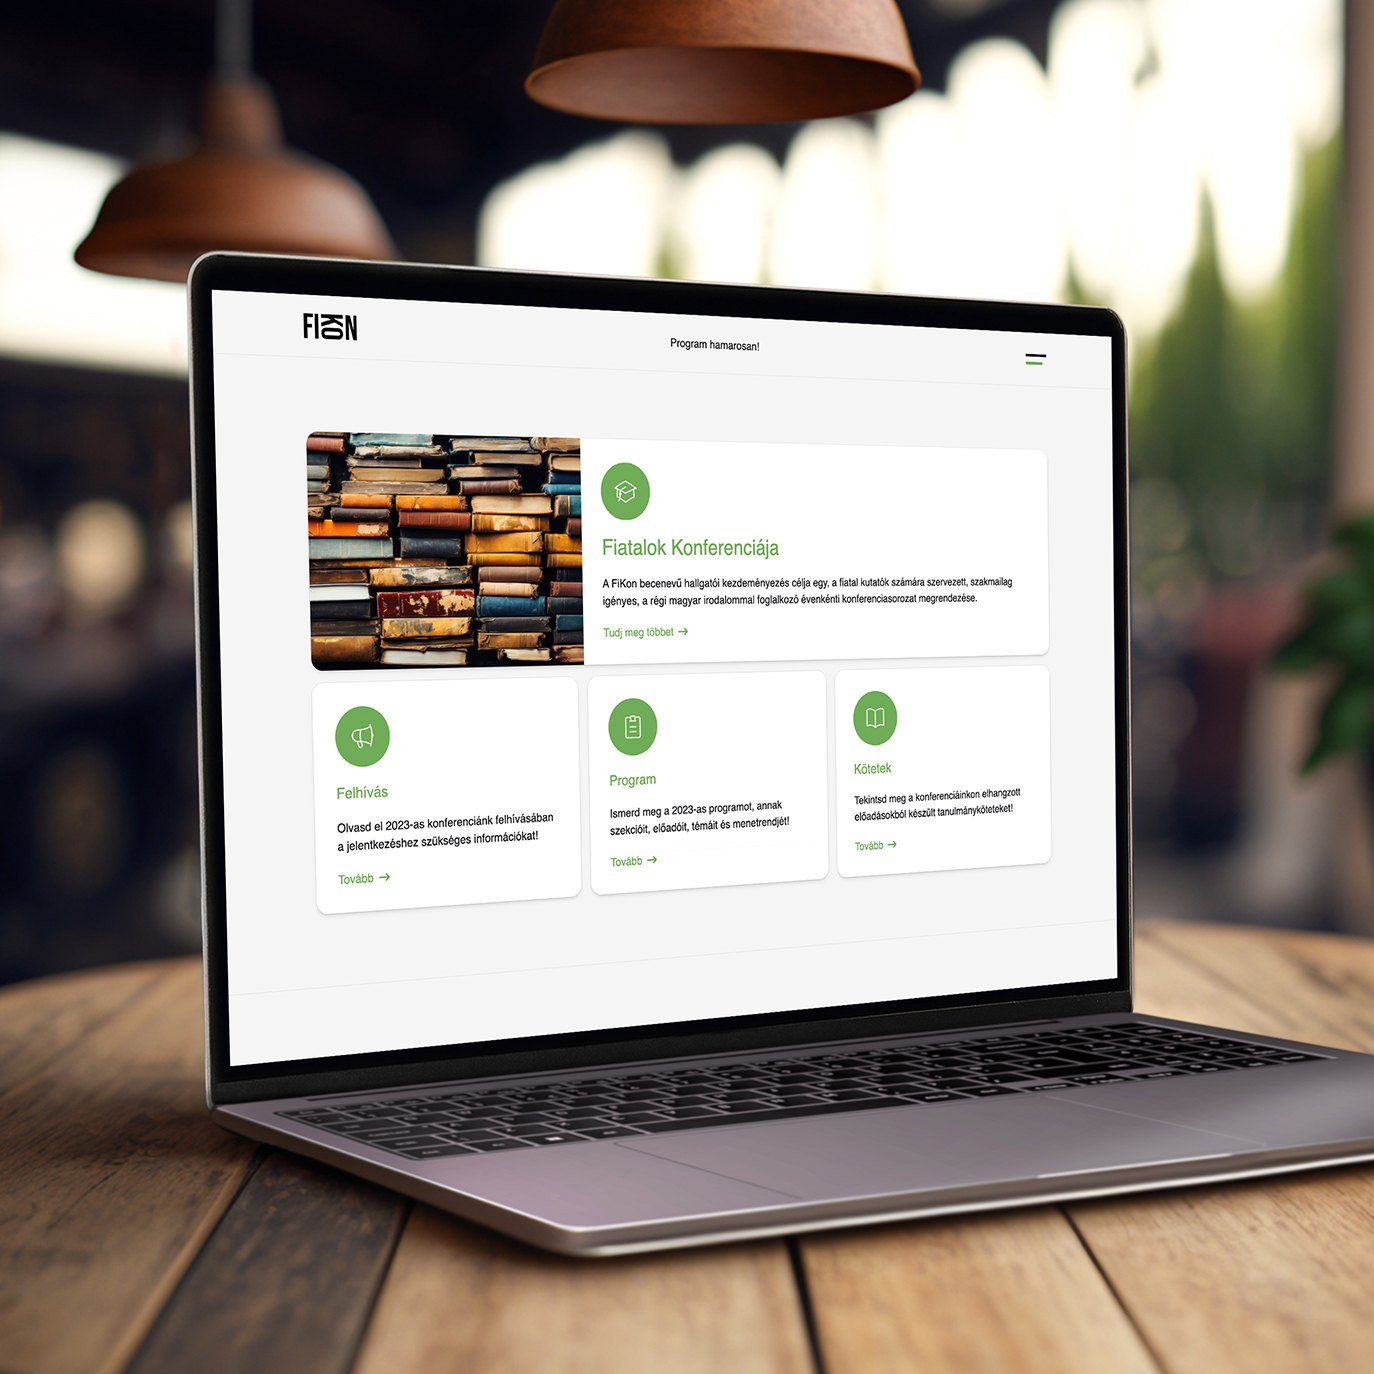 FIKON
Program hamarosan!
Fiatalok Konferenciája
A FiKon becenevű hallgatói kezdeményezés célja egy, a fiatal kutatók számára szervezett, szakmailag
igényes, a régi magyar irodalommal foglalkozó évenkénti konferenciasorozat megrendezése.
Tudj meg többet →
Felhívás
Olvasd el 2023-as konferenciánk felhívásában
a jelentkezéshez szükséges információkat!
Tovább →
Program
Ismerd meg a 2023-as programot, annak
szekcióit, előadóit, témáit és menetrendjét!
Tovább →
Kötetek
Tekintsd meg a konferenciáinkon elhangzott
előadásokból készült tanulmányköteteket!
Tovább →